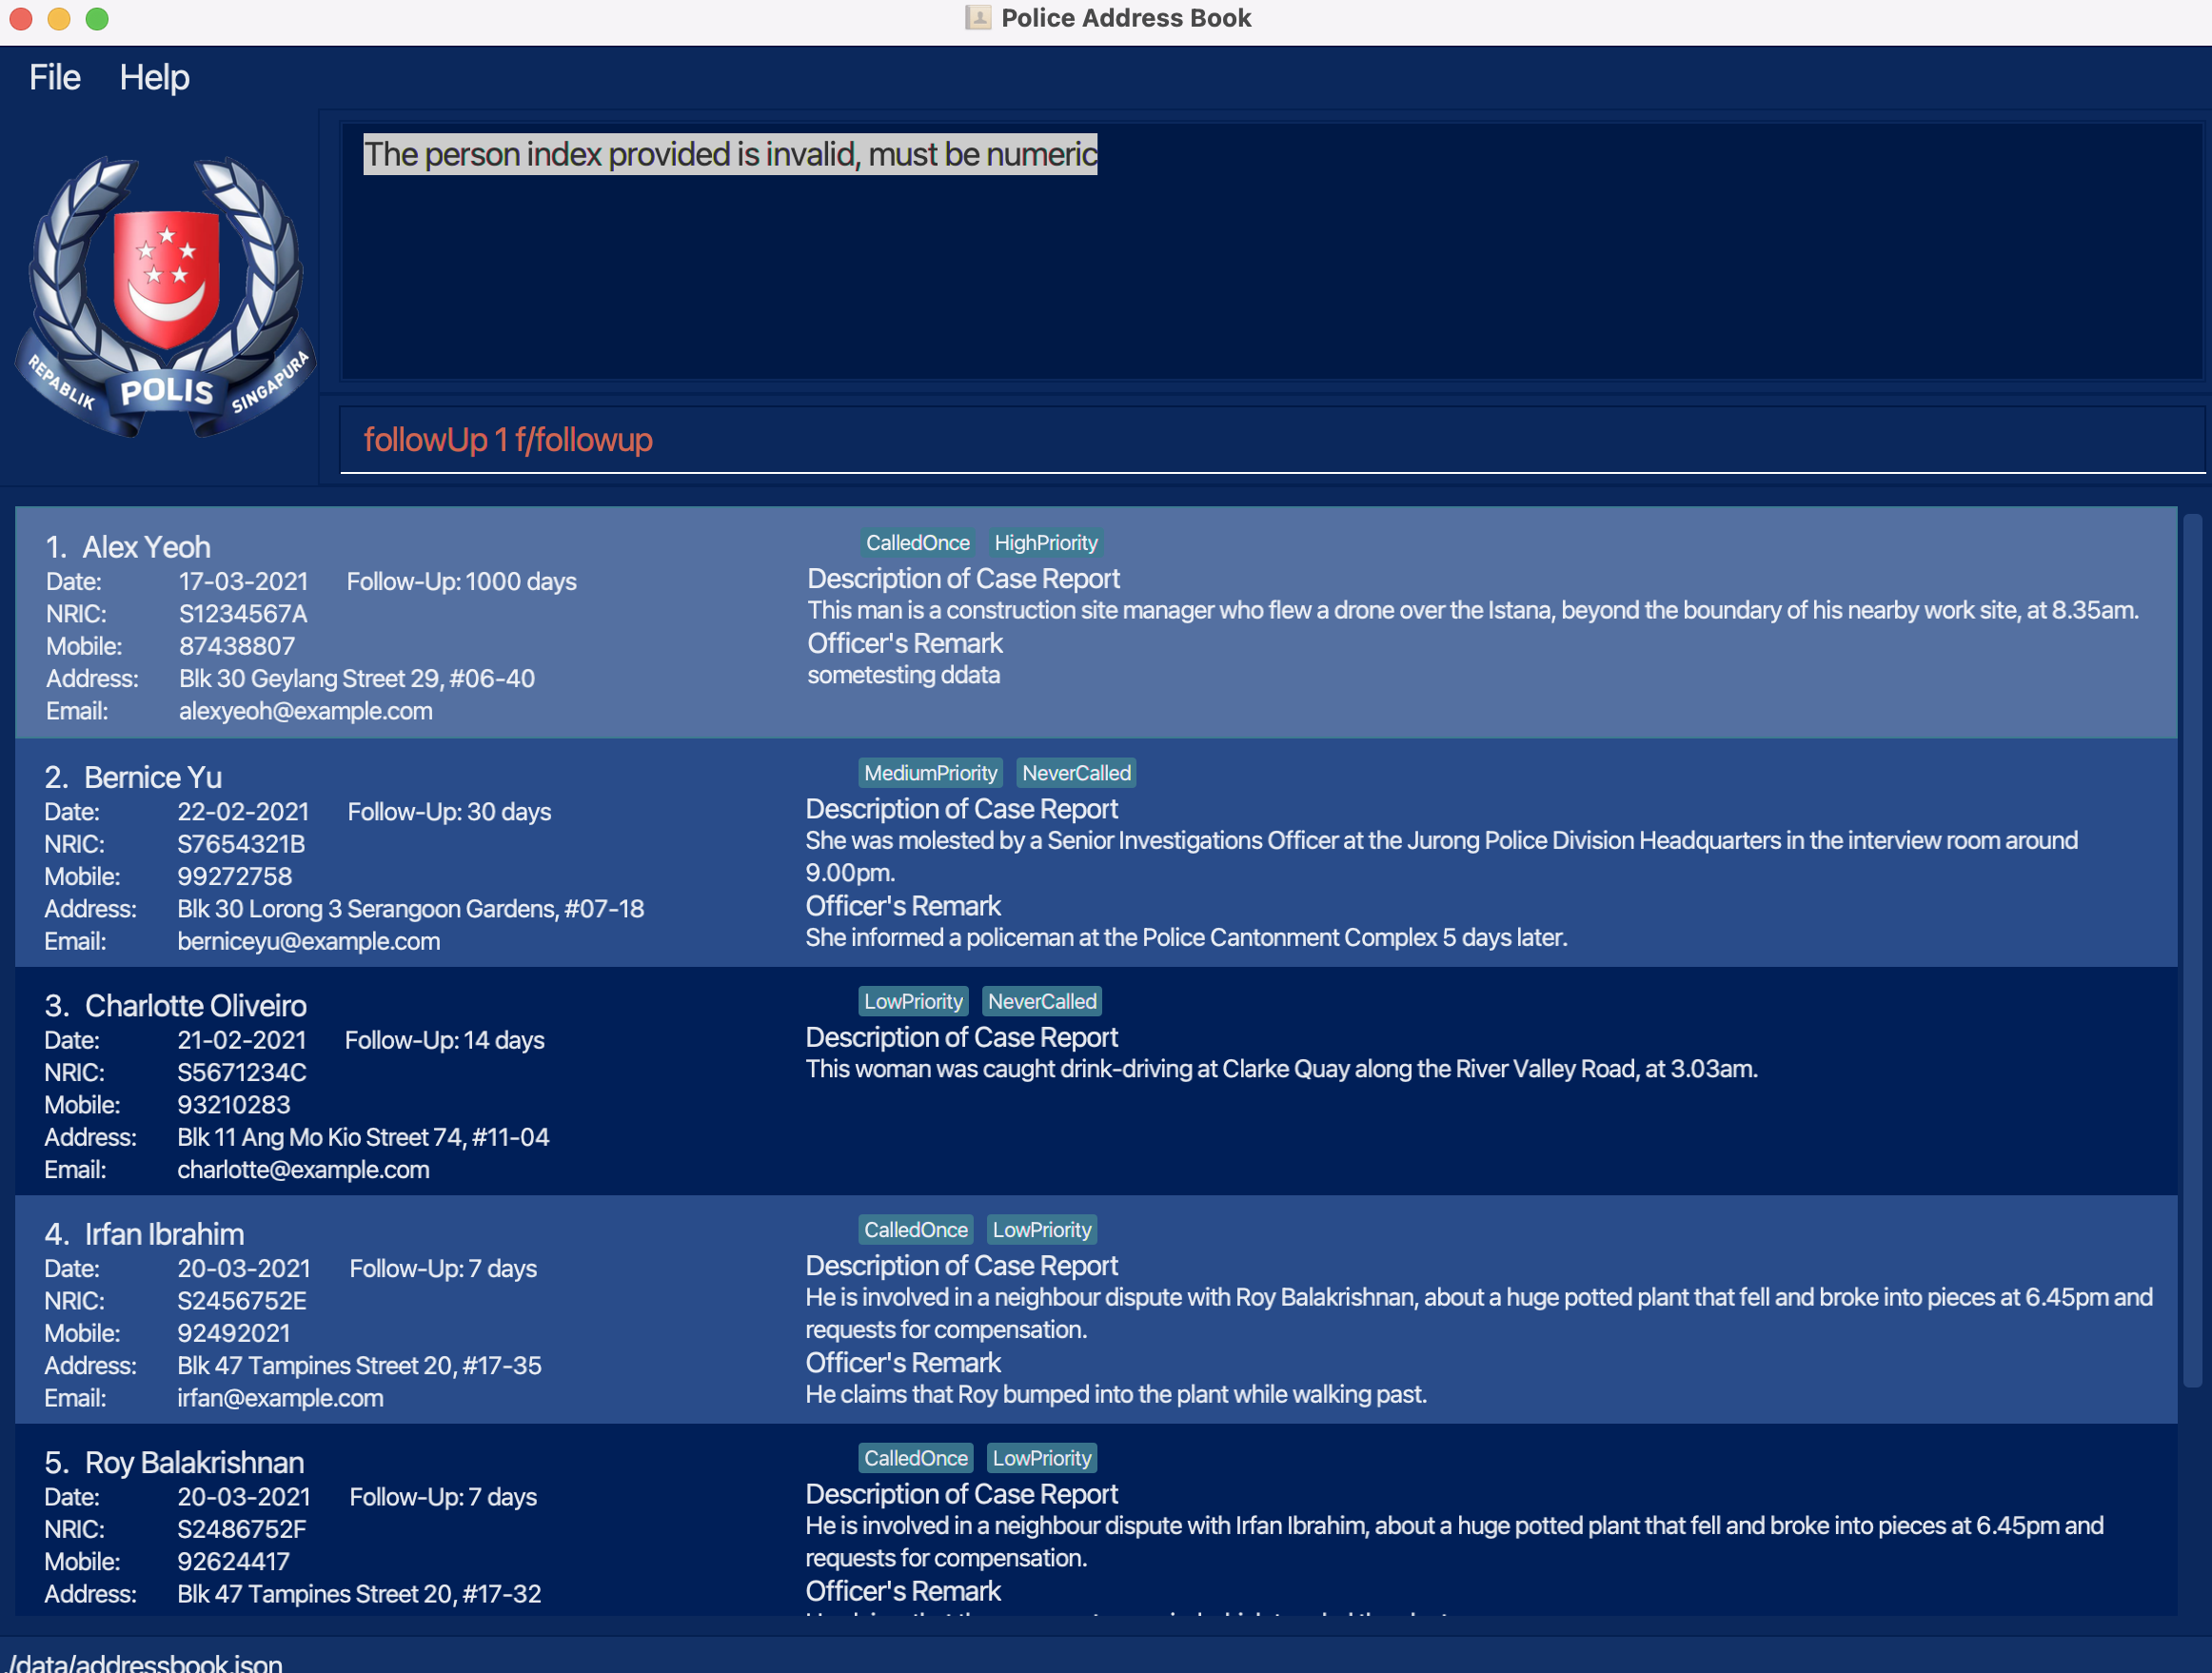 Police Address Book
File Help
The person index provided is invalid, must be numeric
REPABLIK POLIS SINGAPURA
followUp 1 f/followup
1. Alex Yeoh
CalledOnce HighPriority
Date: 17-03-2021 Follow-Up: 1000 days
Description of Case Report
NRIC: S1234567A
This man is a construction site manager who flew a drone over the Istana, beyond the boundary of his nearby work site, at 8.35am.
Mobile: 87438807
Officer's Remark
Address: Blk 30 Geylang Street 29, #06-40
sometesting ddata
Email: alexyeoh@example.com
2. Bernice Yu
MediumPriority NeverCalled
Date: 22-02-2021 Follow-Up: 30 days
Description of Case Report
NRIC: S7654321B
She was molested by a Senior Investigations Officer at the Jurong Police Division Headquarters in the interview room around
Mobile: 99272758
9.00pm.
Address: Blk 30 Lorong 3 Serangoon Gardens, #07-18
Officer's Remark
Email: berniceyu@example.com
She informed a policeman at the Police Cantonment Complex 5 days later.
3. Charlotte Oliveiro
LowPriority NeverCalled
Date: 21-02-2021 Follow-Up: 14 days
Description of Case Report
NRIC: S5671234C
This woman was caught drink-driving at Clarke Quay along the River Valley Road, at 3.03am.
Mobile: 93210283
Address: Blk 11 Ang Mo Kio Street 74, #11-04
Email: charlotte@example.com
4. Irfan Ibrahim
CalledOnce LowPriority
Date: 20-03-2021 Follow-Up: 7 days
Description of Case Report
NRIC: S2456752E
He is involved in a neighbour dispute with Roy Balakrishnan, about a huge potted plant that fell and broke into pieces at 6.45pm and
Mobile: 92492021
requests for compensation.
Address: Blk 47 Tampines Street 20, #17-35
Officer's Remark
Email: irfan@example.com
He claims that Roy bumped into the plant while walking past.
5. Roy Balakrishnan
CalledOnce LowPriority
Date: 20-03-2021 Follow-Up: 7 days
Description of Case Report
NRIC: S2486752F
He is involved in a neighbour dispute with Irfan Ibrahim, about a huge potted plant that fell and broke into pieces at 6.45pm and
Mobile: 92624417
requests for compensation.
Address: Blk 47 Tampines Street 20, #17-32
Officer's Remark
./data/addressbook.json